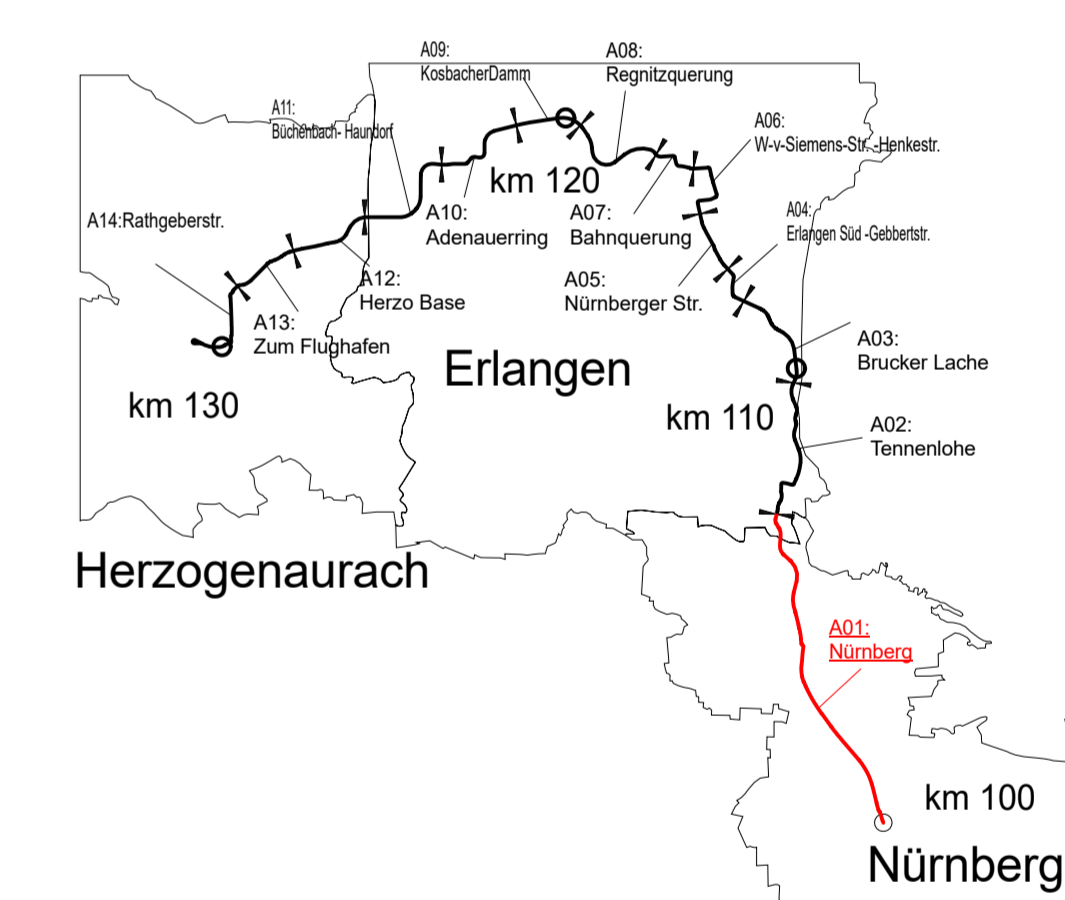 A09:
KosbacherDamm
A08:
Regnitzquerung
A11:
Büchenbach- Haundorf
A06:
W-v-Siemens-Str. -Henkestr.
km 120
A14:Rathgeberstr.
A10:
Adenauerring
A07:
Bahnquerung
A04:
Erlangen Süd -Gebbertstr.
A12:
Herzo Base
A05:
Nürnberger Str.
A13:
Zum Flughafen
A03:
Brucker Lache
Erlangen
km 130
km 110
A02:
Tennenlohe
Herzogenaurach
A01:
Nürnberg
km 100
Nürnberg